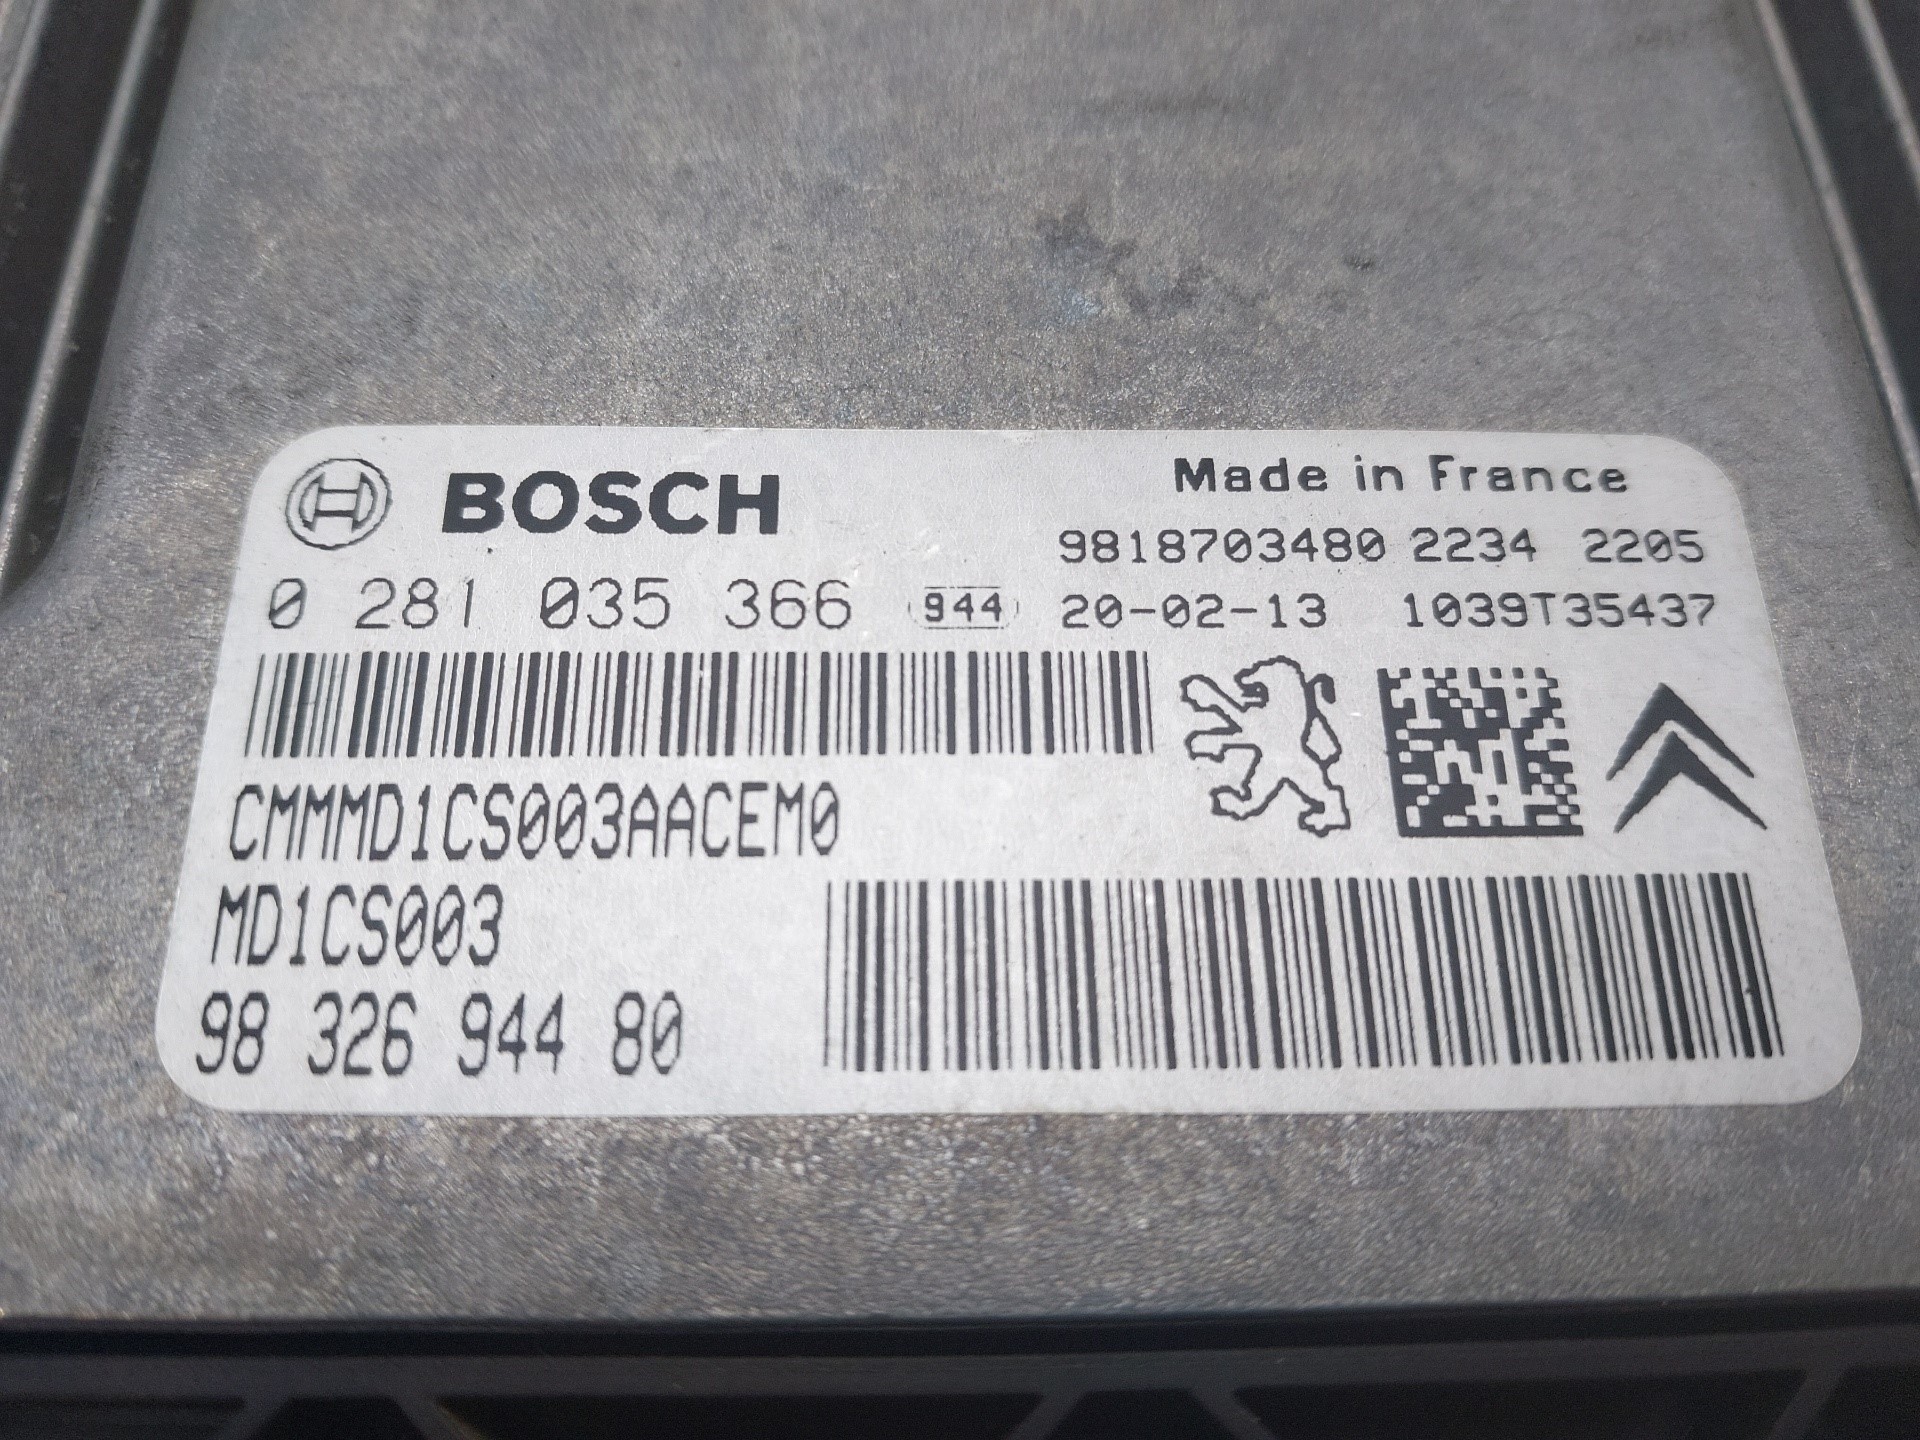 BOSCH
Made in France
9818703480 2234 2205
0 281 035 366 944 20-02-13 1039T35437
CMMMD1CS003AACEM0
MD1CS003
98 326 944 80